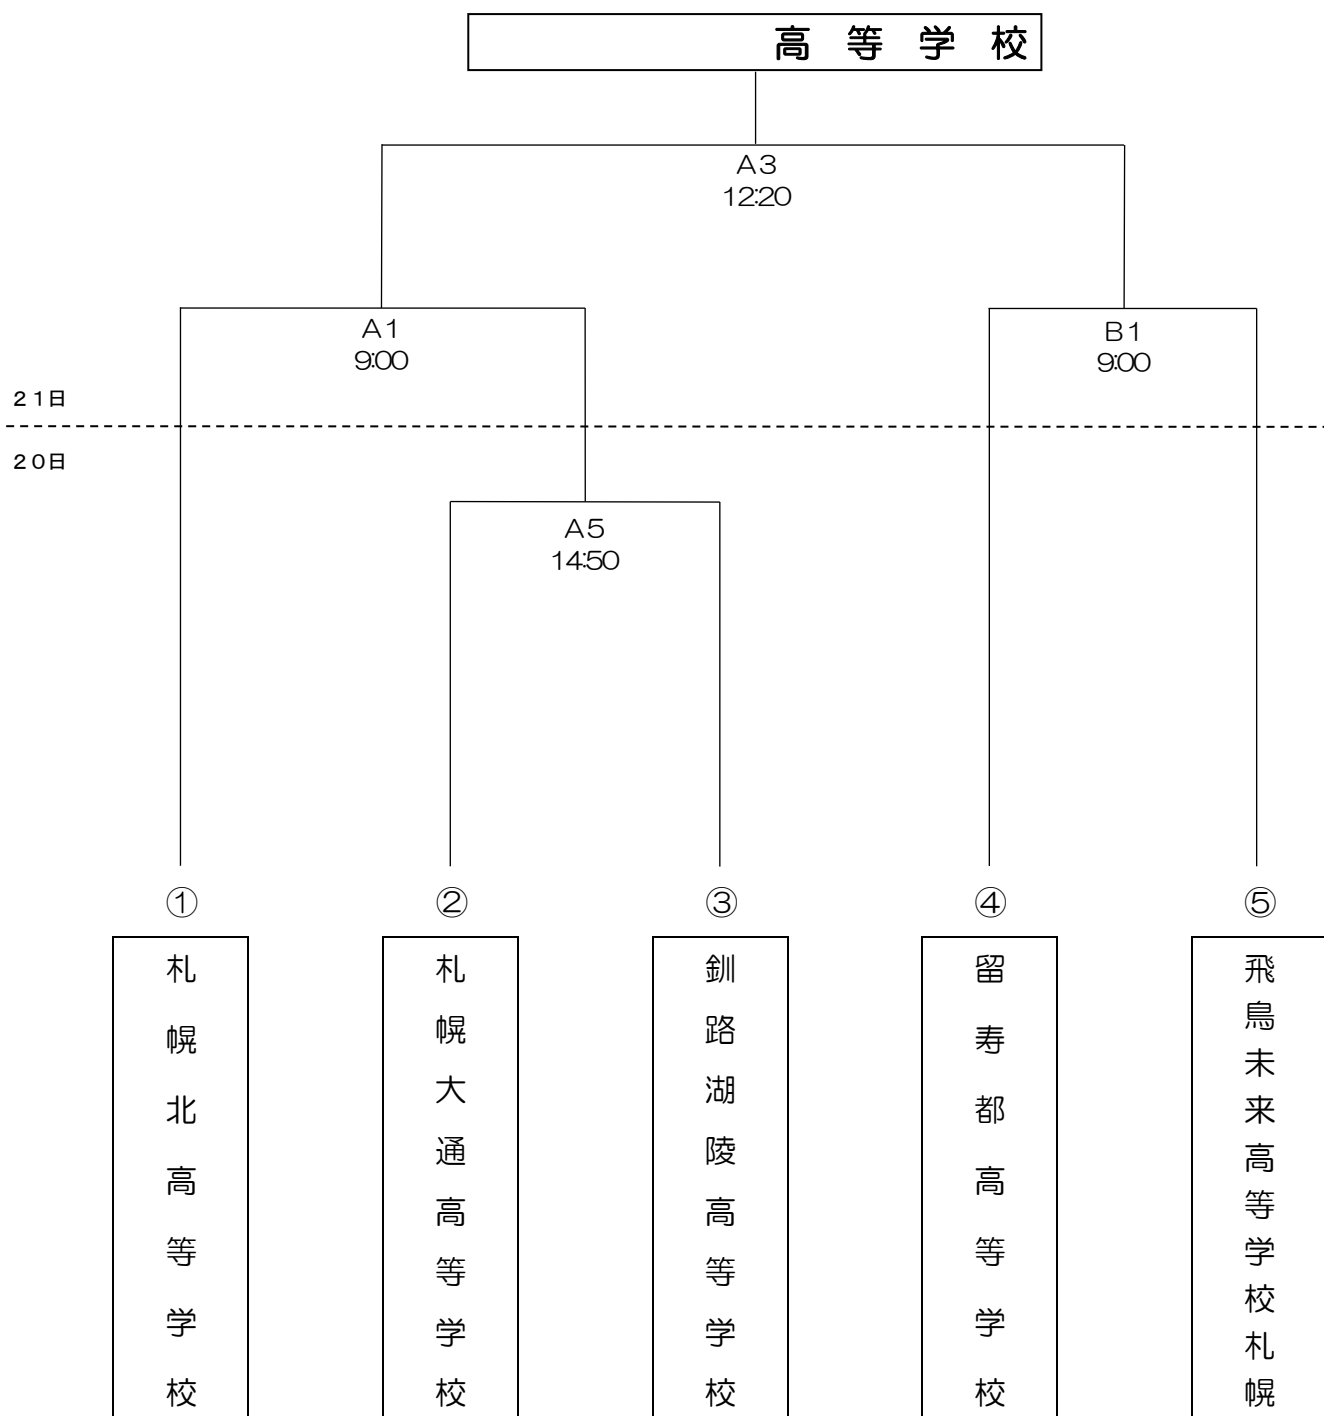 高等学校
A3
12:20
A1
9:00
B1
9:00
21日
20日
A5
14:50
①
②
③
④
⑤
札幌北高等学校
札幌大通高等学校
釧路湖陵高等学校
留寿都高等学校
飛鳥未来高等学校札幌